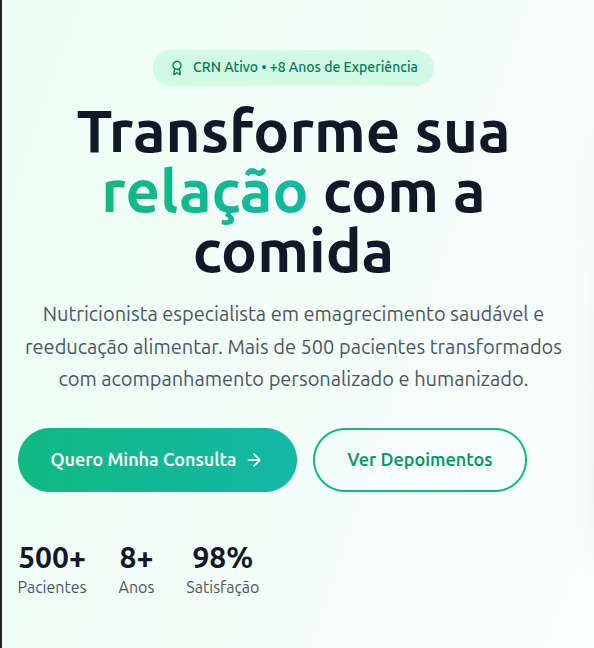 CRN Ativo • +8 Anos de Experiência
Transforme sua
relação com a
comida
Nutricionista especialista em emagrecimento saudável e
reeducação alimentar. Mais de 500 pacientes transformados
com acompanhamento personalizado e humanizado.
Quero Minha Consulta →
Ver Depoimentos
500+ 8+ 98%
Pacientes Anos Satisfação